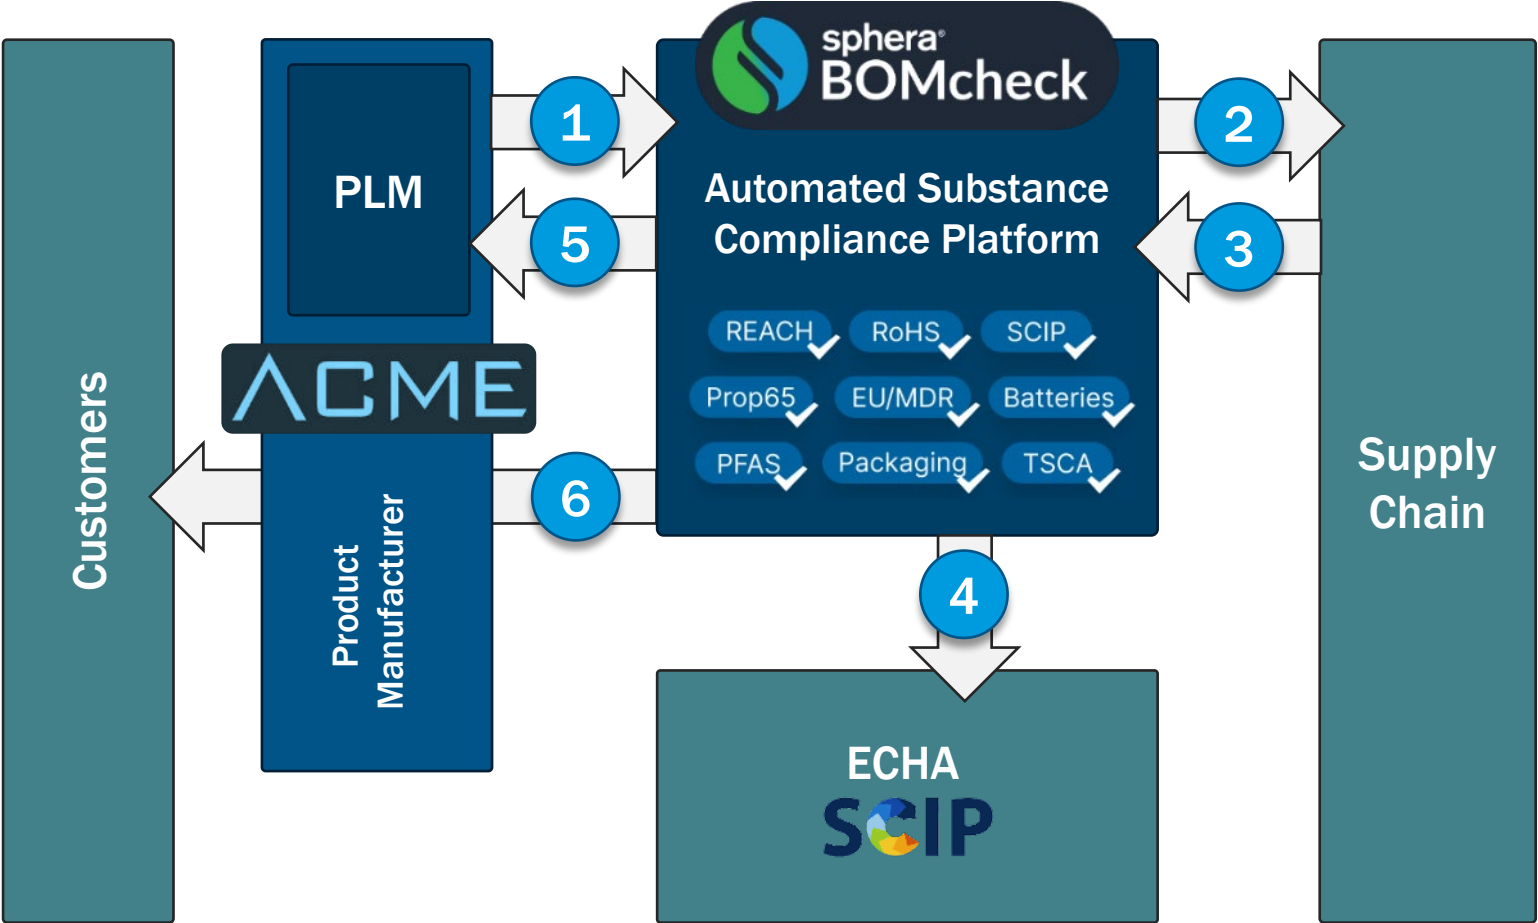 Customers
PLM
ACME
Product
Manufacturer
1
5
6
sphera®
BOMcheck
Automated Substance
Compliance Platform
REACH
RoHS
SCIP
Prop65
EU/MDR
Batteries
PFAS
Packaging
TSCA
2
3
4
ECHA
SCIP
Supply
Chain